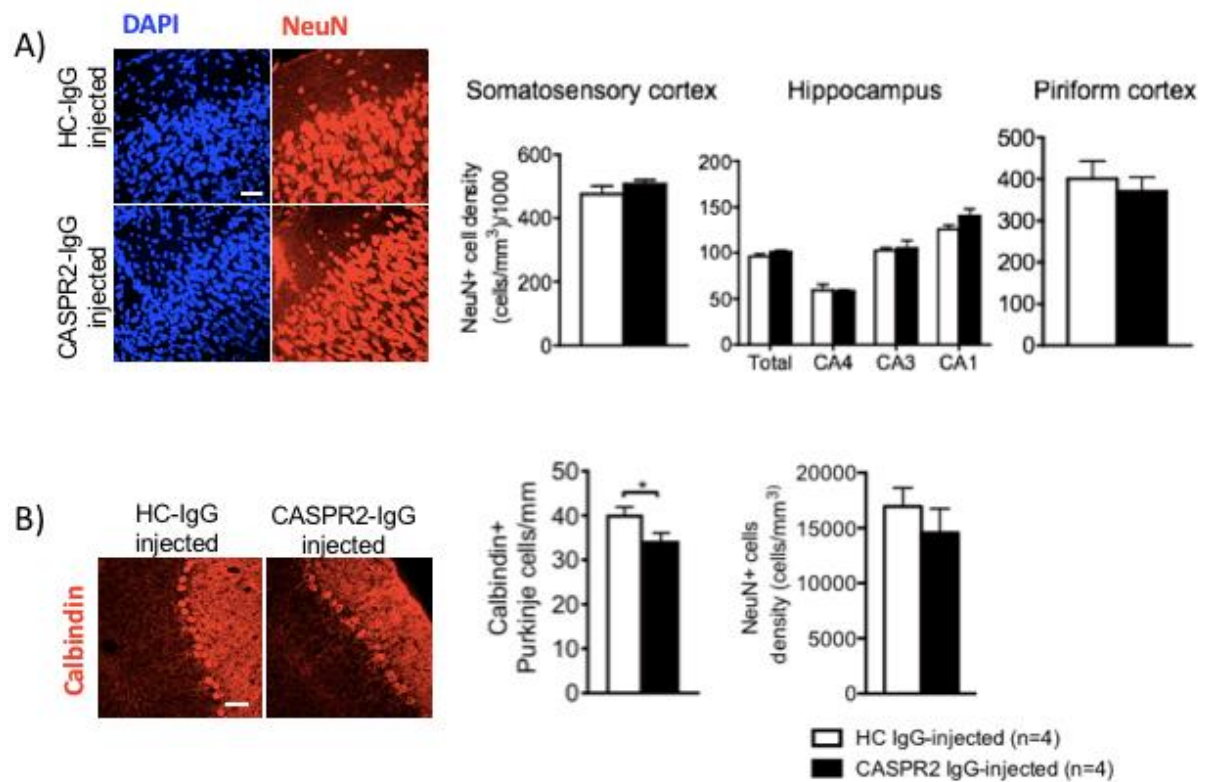 A)
DAPI
NeuN
HC-IgG
injected
CASPR2-IgG
injected
Somatosensory cortex
Hippocampus
Piriform cortex
NeuN+ cell density
(cells/mm³)/1000
600
400
200
0
200
150
100
50
0
Total
CA4
CA3
CA1
500
400
300
200
100
0
B)
HC-IgG
injected
CASPR2-IgG
injected
Calbindin
Calbindin+
Purkinje cells/mm
50
40
30
20
10
0
*
NeuN+ cells
density (cells/mm³)
20000
15000
10000
5000
0
HC IgG-injected (n=4)
CASPR2 IgG-injected (n=4)